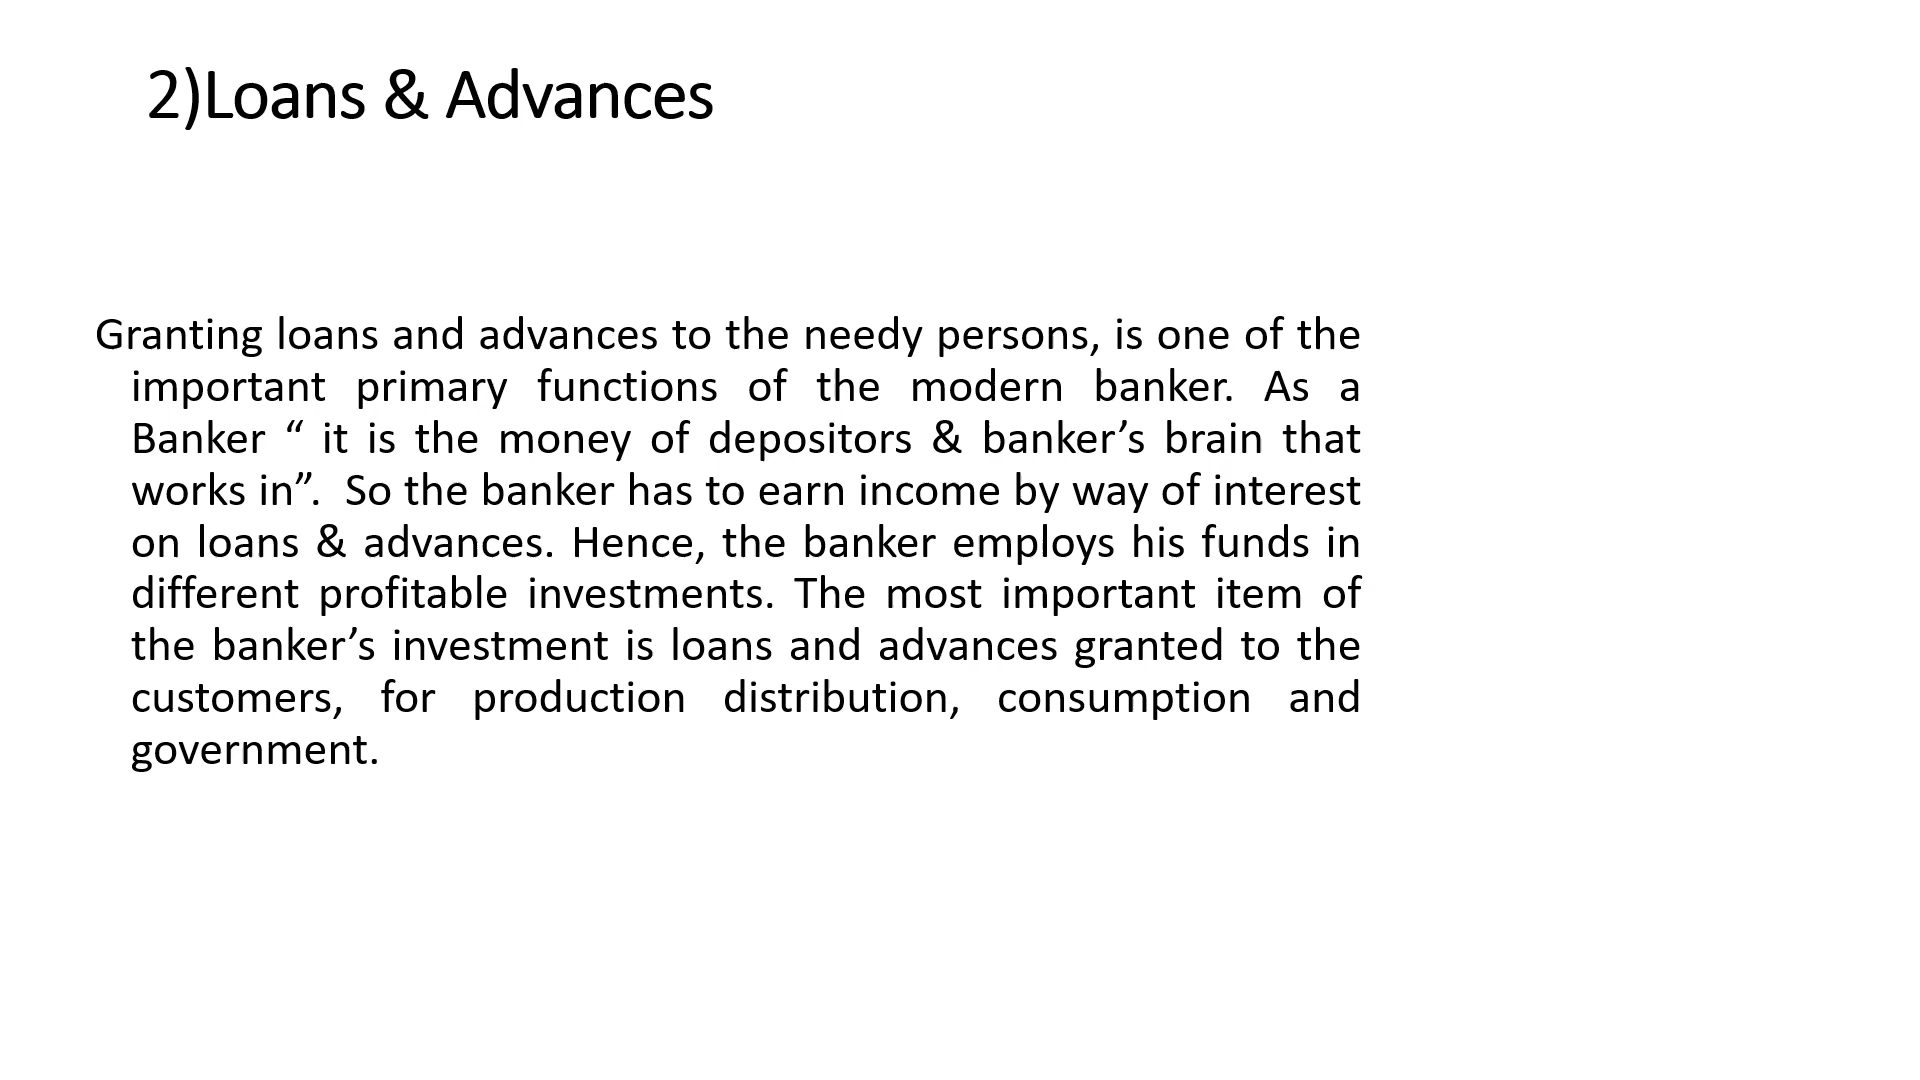 2)Loans & Advances
Granting loans and advances to the needy persons, is one of the
important primary functions of the modern banker. As a
Banker “ it is the money of depositors & banker’s brain that
works in”.  So the banker has to earn income by way of interest
on loans & advances. Hence, the banker employs his funds in
different profitable investments. The most important item of
the banker’s investment is loans and advances granted to the
customers, for production distribution, consumption and
government.